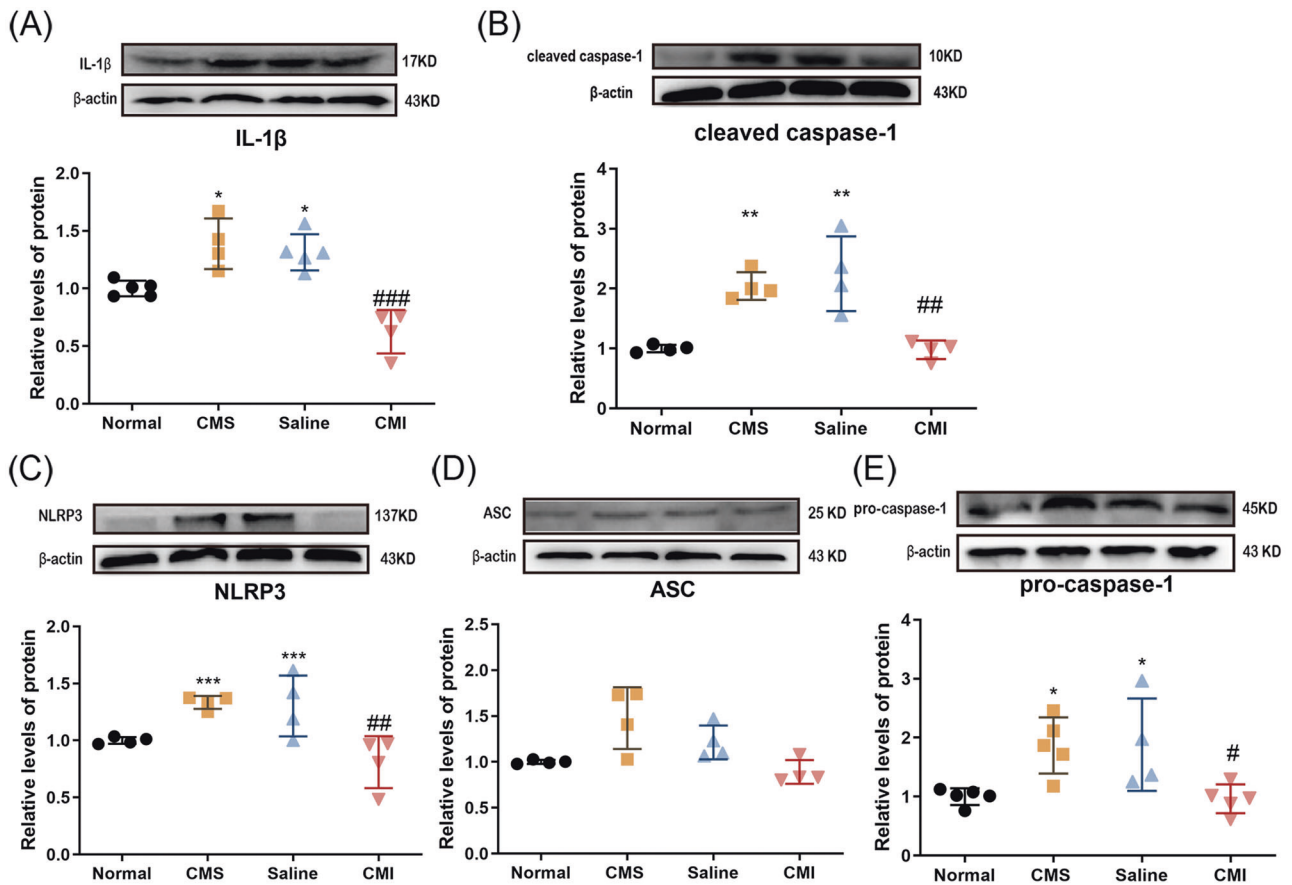 (A)
IL-1β
17KD
β-actin
43KD
IL-1β
Relative levels of protein
2.0
1.5
1.0
0.5
0.0
*
*
###
Normal CMS Saline CMI
(B)
cleaved caspase-1
10KD
β-actin
43KD
cleaved caspase-1
Relative levels of protein
4
3
2
1
0
**
**
##
Normal CMS Saline CMI
(C)
NLRP3
137KD
β-actin
43KD
NLRP3
Relative levels of protein
2.0
1.5
1.0
0.5
0.0
***
***
##
Normal CMS Saline CMI
(D)
ASC
25 KD
β-actin
43 KD
ASC
Relative levels of protein
2.5
2.0
1.5
1.0
0.5
0.0
Normal CMS Saline CMI
(E)
pro-caspase-1
45KD
β-actin
43 KD
pro-caspase-1
Relative levels of protein
4
3
2
1
0
*
*
#
Normal CMS Saline CMI